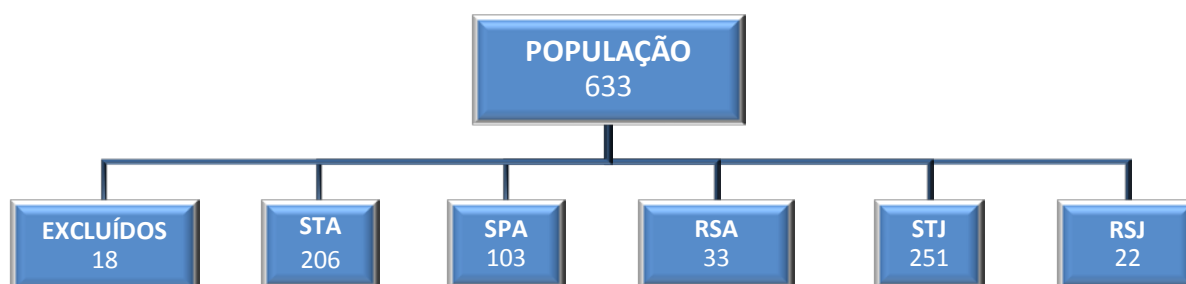 POPULAÇÃO
633
EXCLUÍDOS
18
STA
206
SPA
103
RSA
33
STJ
251
RSJ
22